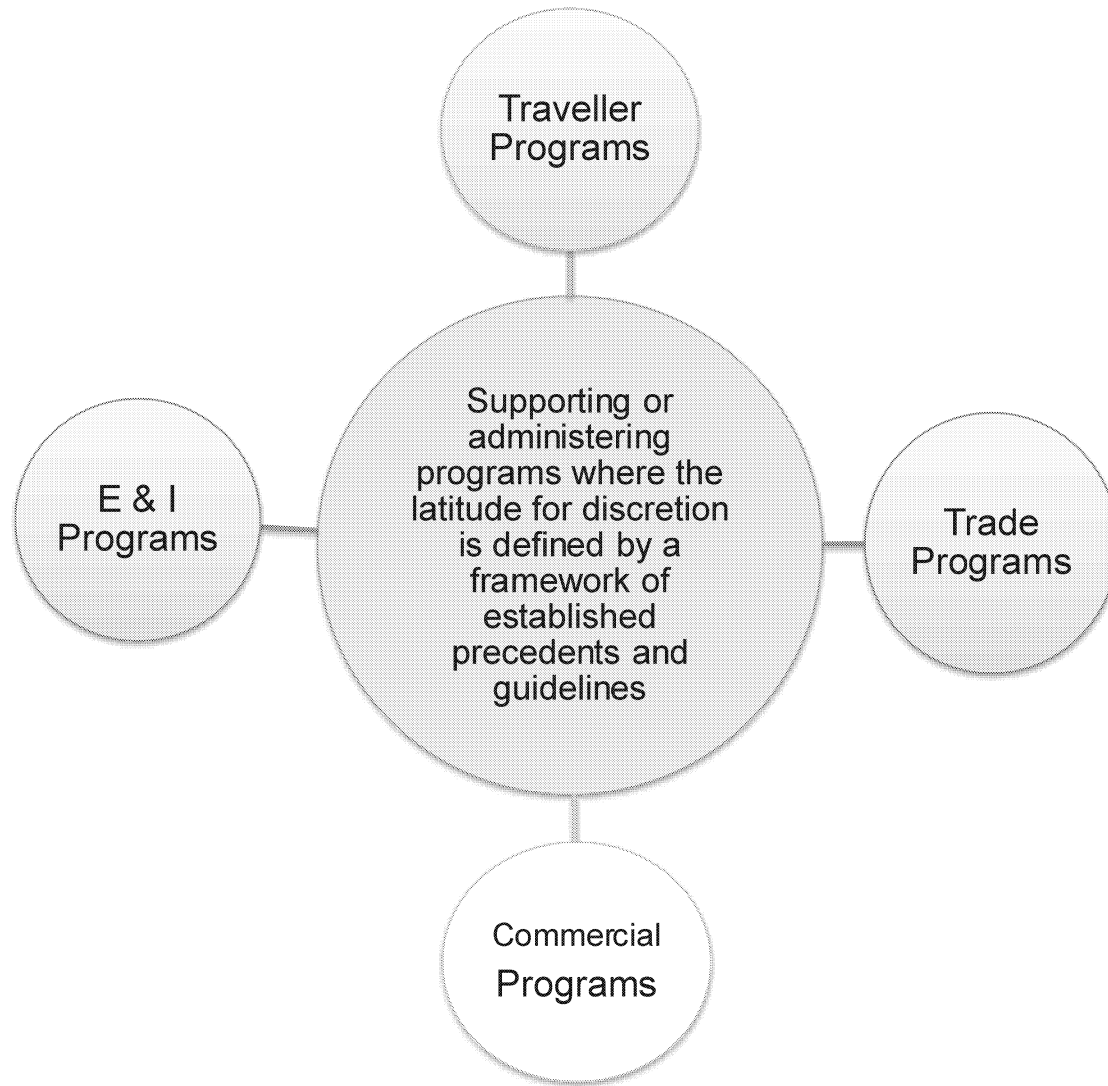 Traveller
Programs
Supporting or
administering
programs where the
latitude for discretion
is defined by a
framework of
established
precedents and
guidelines
E & I
Programs
Trade
Programs
Commercial
Programs